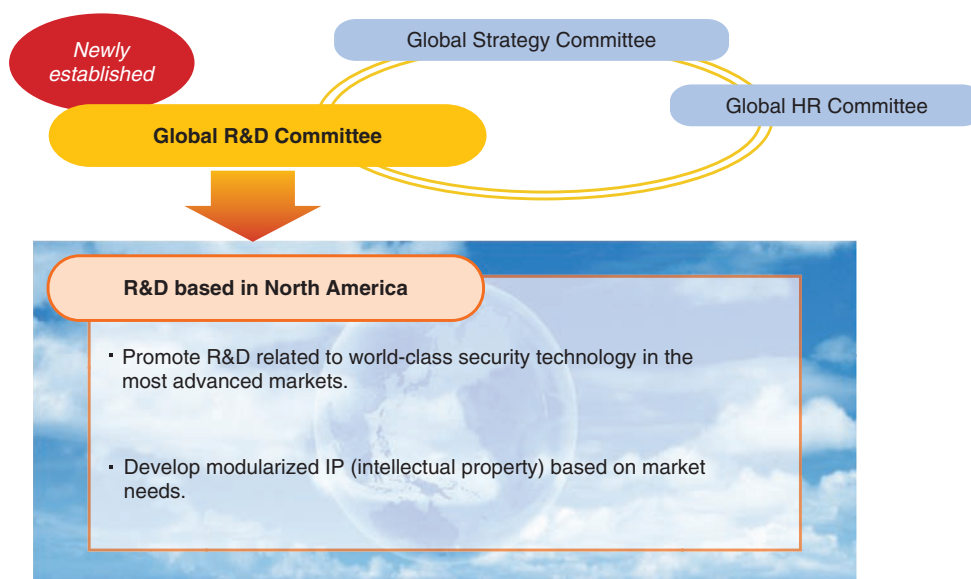 Newly
established
Global Strategy Committee
Global HR Committee
Global R&D Committee
R&D based in North America
· Promote R&D related to world-class security technology in the
most advanced markets.
· Develop modularized IP (intellectual property) based on market
needs.